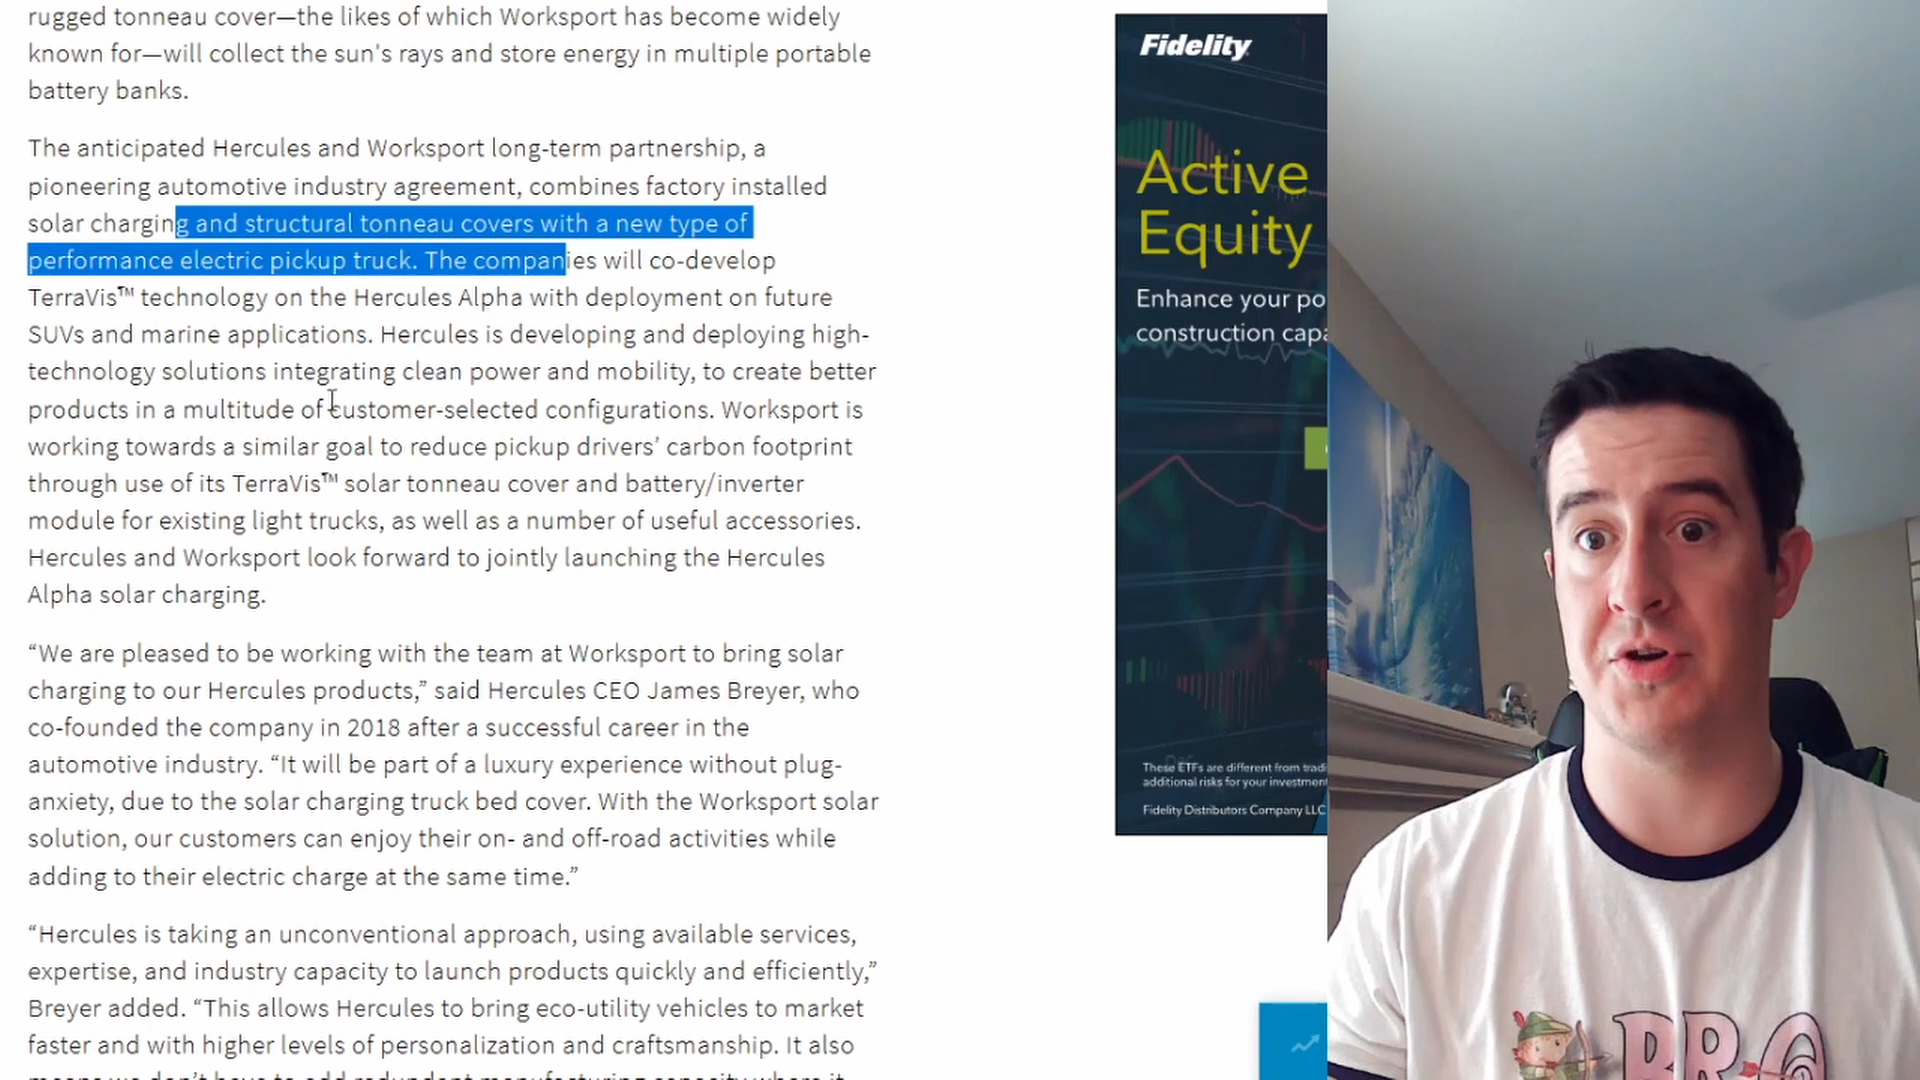 rugged tonneau cover—the likes of which Worksport has become widely
known for—will collect the sun's rays and store energy in multiple portable
battery banks.
The anticipated Hercules and Worksport long-term partnership, a
pioneering automotive industry agreement, combines factory installed
solar charging and structural tonneau covers with a new type of
performance electric pickup truck. The companies will co-develop
TerraVis™ technology on the Hercules Alpha with deployment on future
SUVs and marine applications. Hercules is developing and deploying high-
technology solutions integrating clean power and mobility, to create better
products in a multitude of customer-selected configurations. Worksport is
working towards a similar goal to reduce pickup drivers’ carbon footprint
through use of its TerraVis™ solar tonneau cover and battery/inverter
module for existing light trucks, as well as a number of useful accessories.
Hercules and Worksport look forward to jointly launching the Hercules
Alpha solar charging.
“We are pleased to be working with the team at Worksport to bring solar
charging to our Hercules products,” said Hercules CEO James Breyer, who
co-founded the company in 2018 after a successful career in the
automotive industry. “It will be part of a luxury experience without plug-
anxiety, due to the solar charging truck bed cover. With the Worksport solar
solution, our customers can enjoy their on- and off-road activities while
adding to their electric charge at the same time.”
“Hercules is taking an unconventional approach, using available services,
expertise, and industry capacity to launch products quickly and efficiently,”
Breyer added. “This allows Hercules to bring eco-utility vehicles to market
faster and with higher levels of personalization and craftsmanship. It also
Fidelity
Active
Equity
Enhance your po
construction capa
These ETFs are different from tradi
additional risks for your investment
Fidelity Distributors Company LLC
BRO